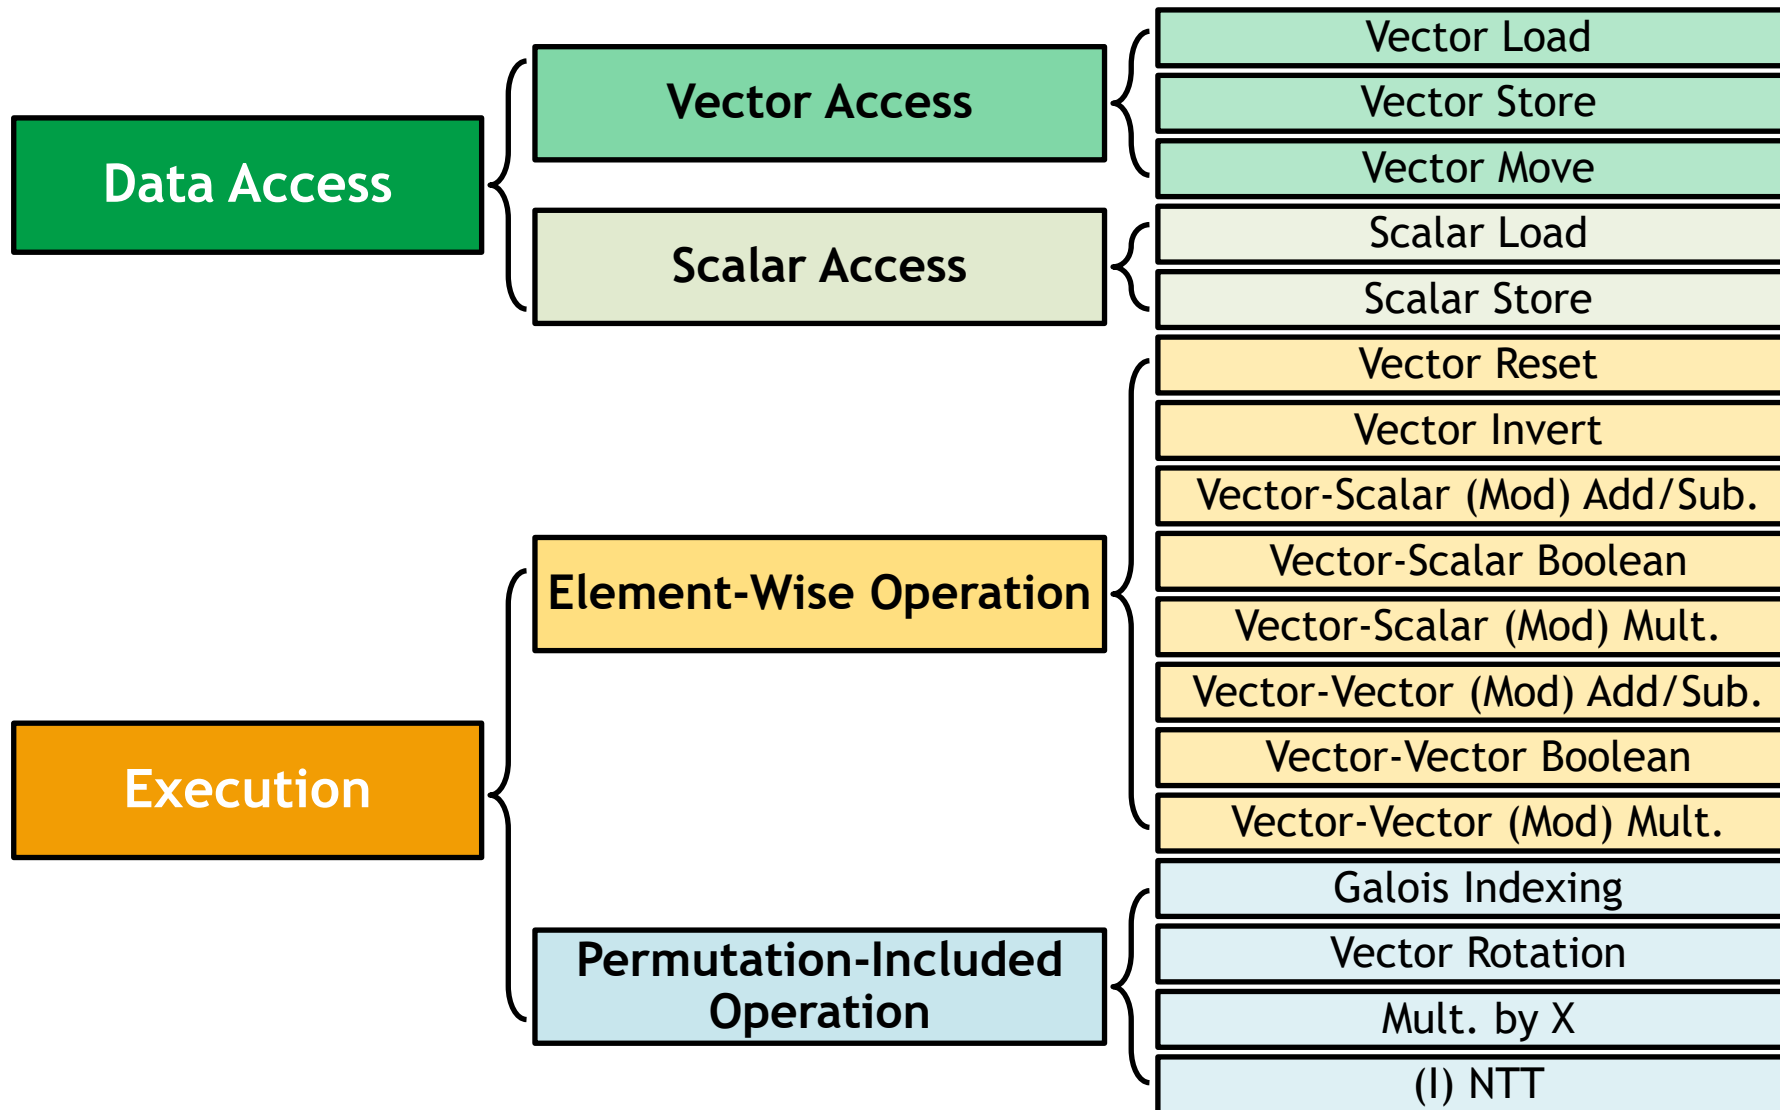 Data Access
Vector Access
Vector Load
Vector Store
Vector Move
Scalar Access
Scalar Load
Scalar Store
Execution
Element-Wise Operation
Vector Reset
Vector Invert
Vector-Scalar (Mod) Add/Sub.
Vector-Scalar Boolean
Vector-Scalar (Mod) Mult.
Vector-Vector (Mod) Add/Sub.
Vector-Vector Boolean
Vector-Vector (Mod) Mult.
Permutation-Included
Operation
Galois Indexing
Vector Rotation
Mult. by X
(I) NTT